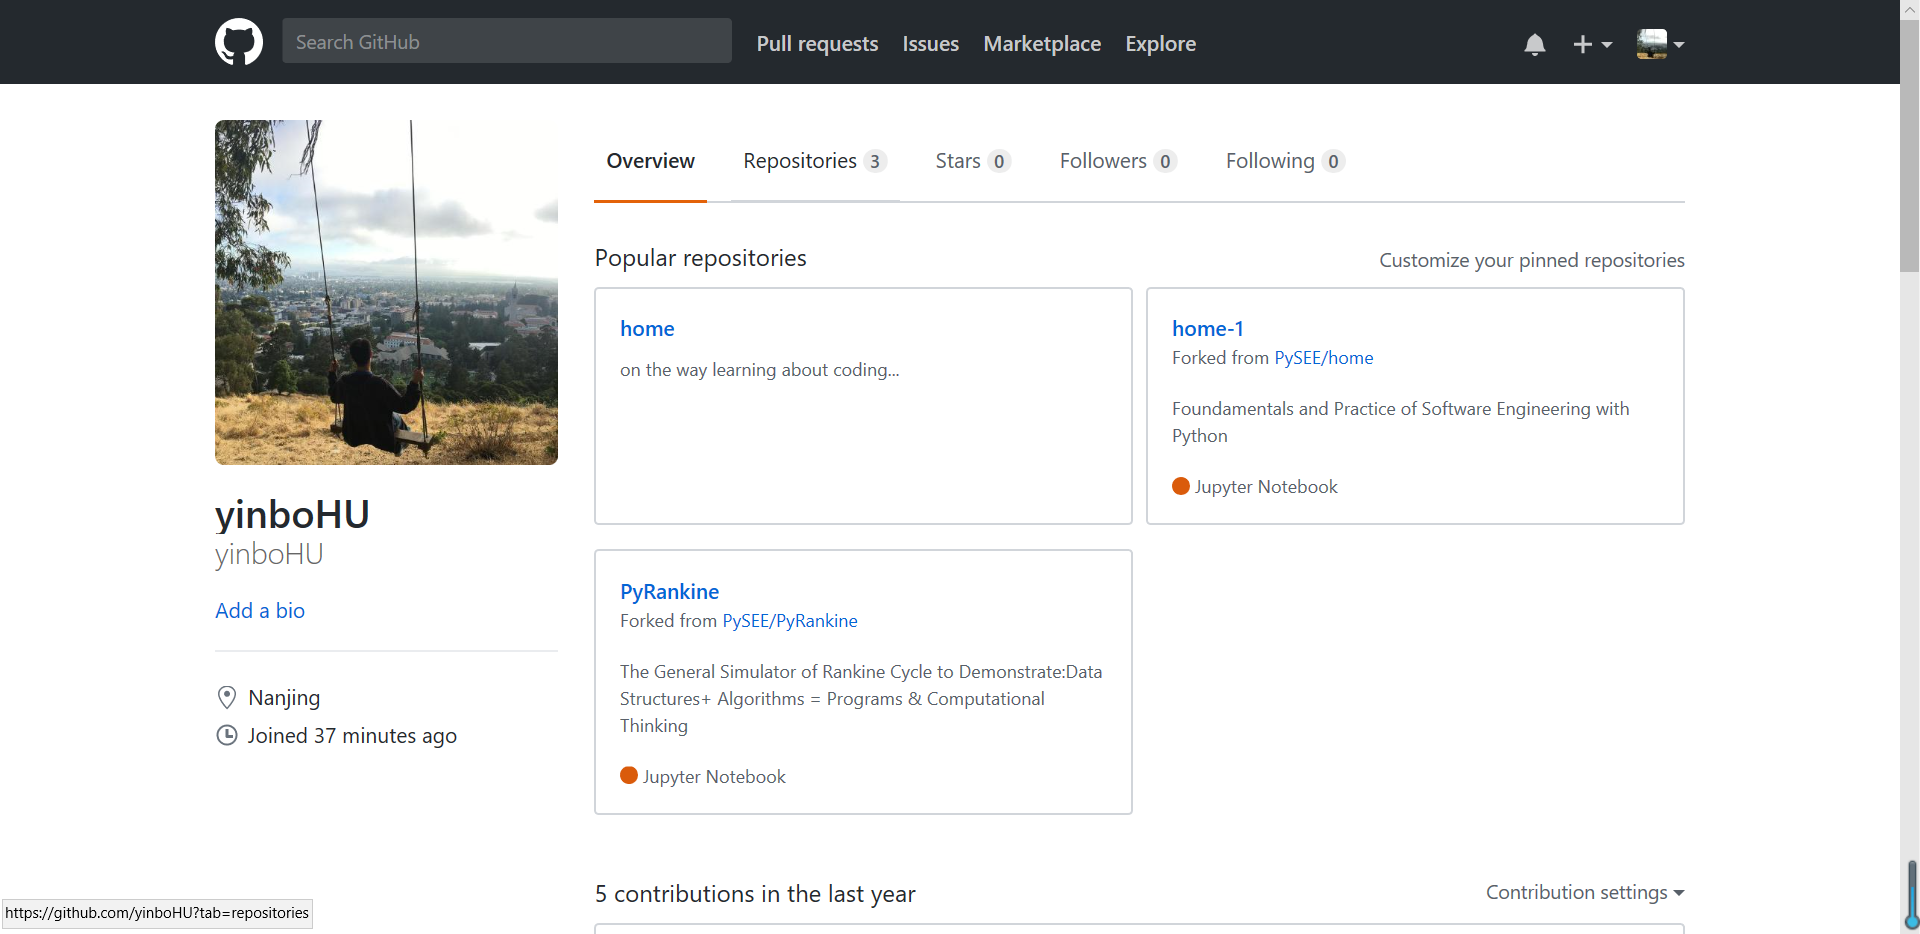 Search GitHub
Pull requests
Issues
Marketplace
Explore
Overview
Repositories 3
Stars 0
Followers 0
Following 0
Popular repositories
Customize your pinned repositories
home
on the way learning about coding...
home-1
Forked from PySEE/home
Foundamentals and Practice of Software Engineering with
Python
Jupyter Notebook
PyRankine
Forked from PySEE/PyRankine
The General Simulator of Rankine Cycle to Demonstrate:Data
Structures+ Algorithms = Programs & Computational
Thinking
Jupyter Notebook
yinboHU
yinboHU
Add a bio
Nanjing
Joined 37 minutes ago
5 contributions in the last year
Contribution settings
https://github.com/yinboHU?tab=repositories